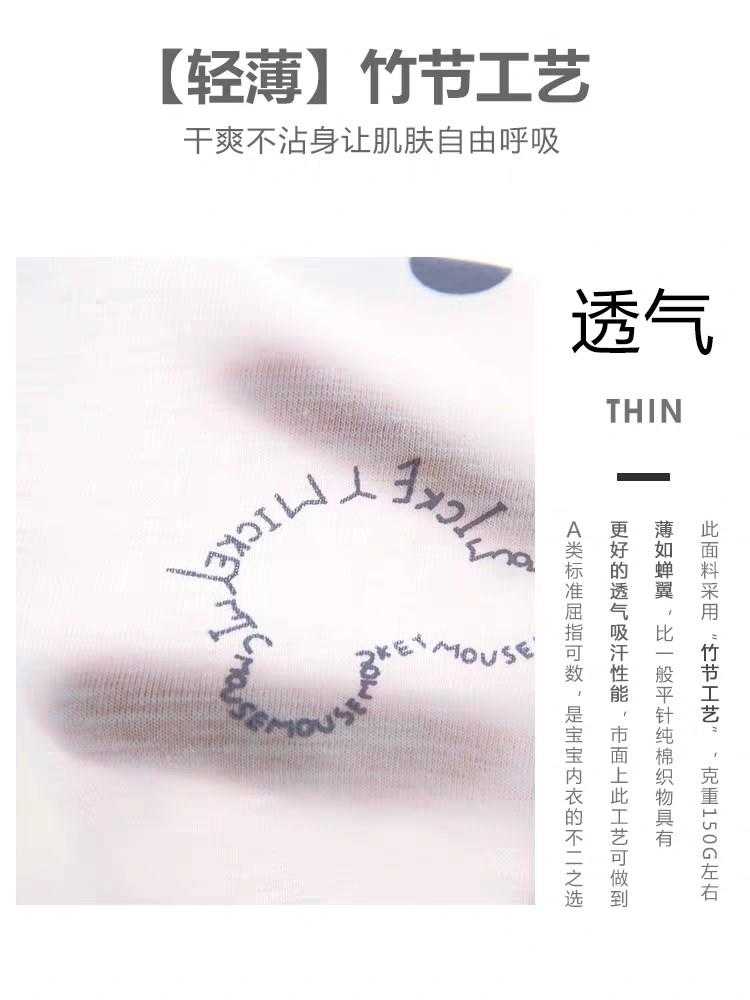 【轻薄】竹节工艺
干爽不沾身让肌肤自由呼吸
透气
THIN
此面料采用“竹节工艺”，克重150G左右
薄如蝉翼，比一般平针纯棉织物具有
更好的透气吸汗性能，市面上此工艺可做到
A类标准屈指可数，是宝宝内衣的不二之选
MICKEY MOUSE MOUSE MICKEY MOUSE